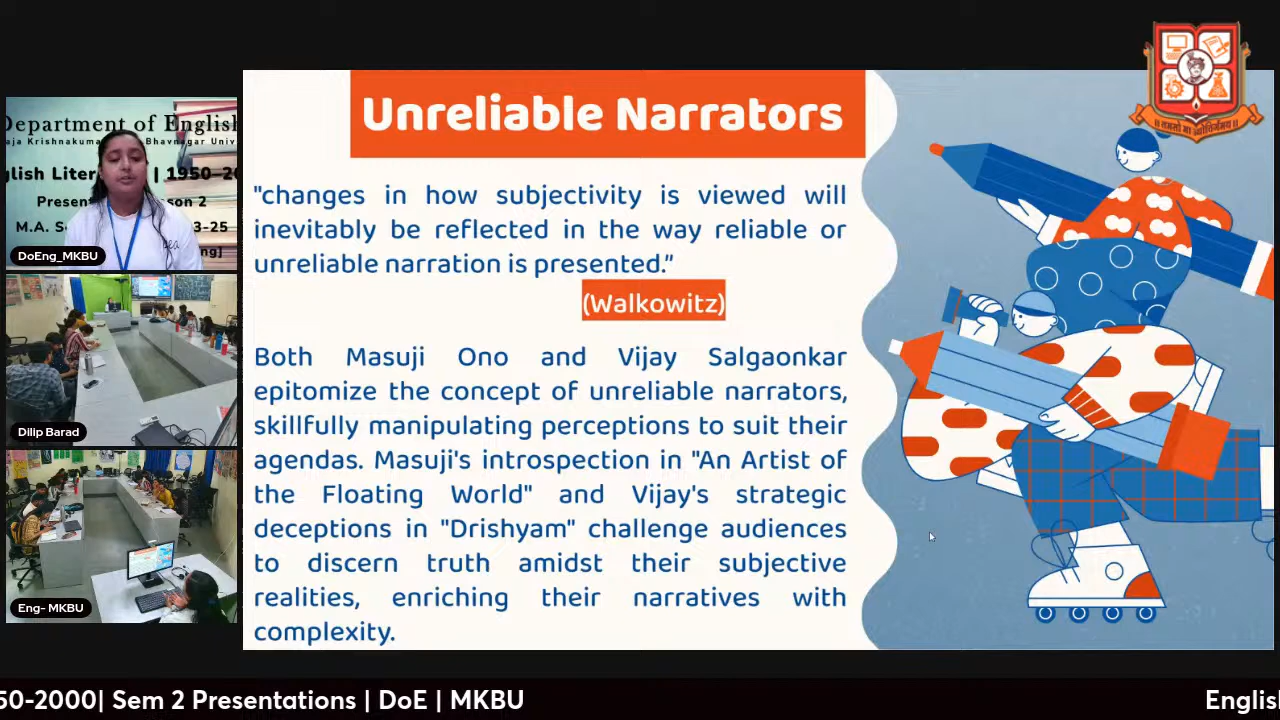 Unreliable Narrators
"changes in how subjectivity is viewed will
inevitably be reflected in the way reliable or
unreliable narration is presented."
(Walkowitz)
Both Masuji Ono and Vijay Salgaonkar
epitomize the concept of unreliable narrators,
skillfully manipulating perceptions to suit their
agendas. Masuji's introspection in "An Artist of
the Floating World" and Vijay's strategic
deceptions in "Drishyam" challenge audiences
to discern truth amidst their subjective
realities, enriching their narratives with
complexity.
Department of English
aja Krishnakuma Bhavnagar Univ
glish Liter | 1950-20
Present son 2
M.A. S 3-25
ng]
DoEng_MKBU
Dilip Barad
Eng- MKBU
॥ तमसो मा ज्योतिर्गमय ॥
50-2000| Sem 2 Presentations | DoE | MKBU
Englis